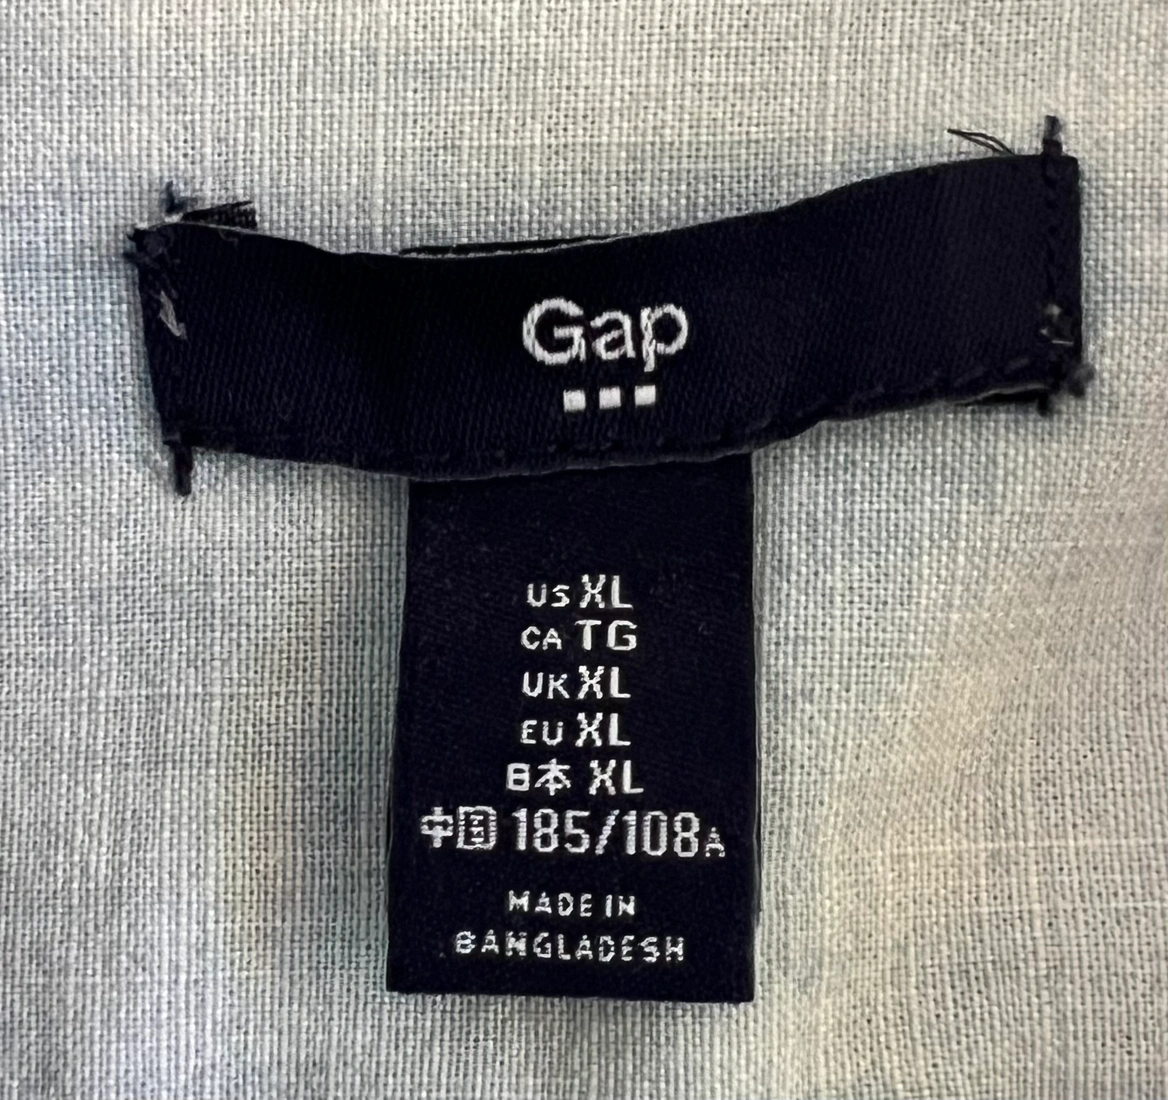 Gap
US XL
CA TG
UK XL
EU XL
日本 XL
中国 185/108A
MADE IN
BANGLADESH